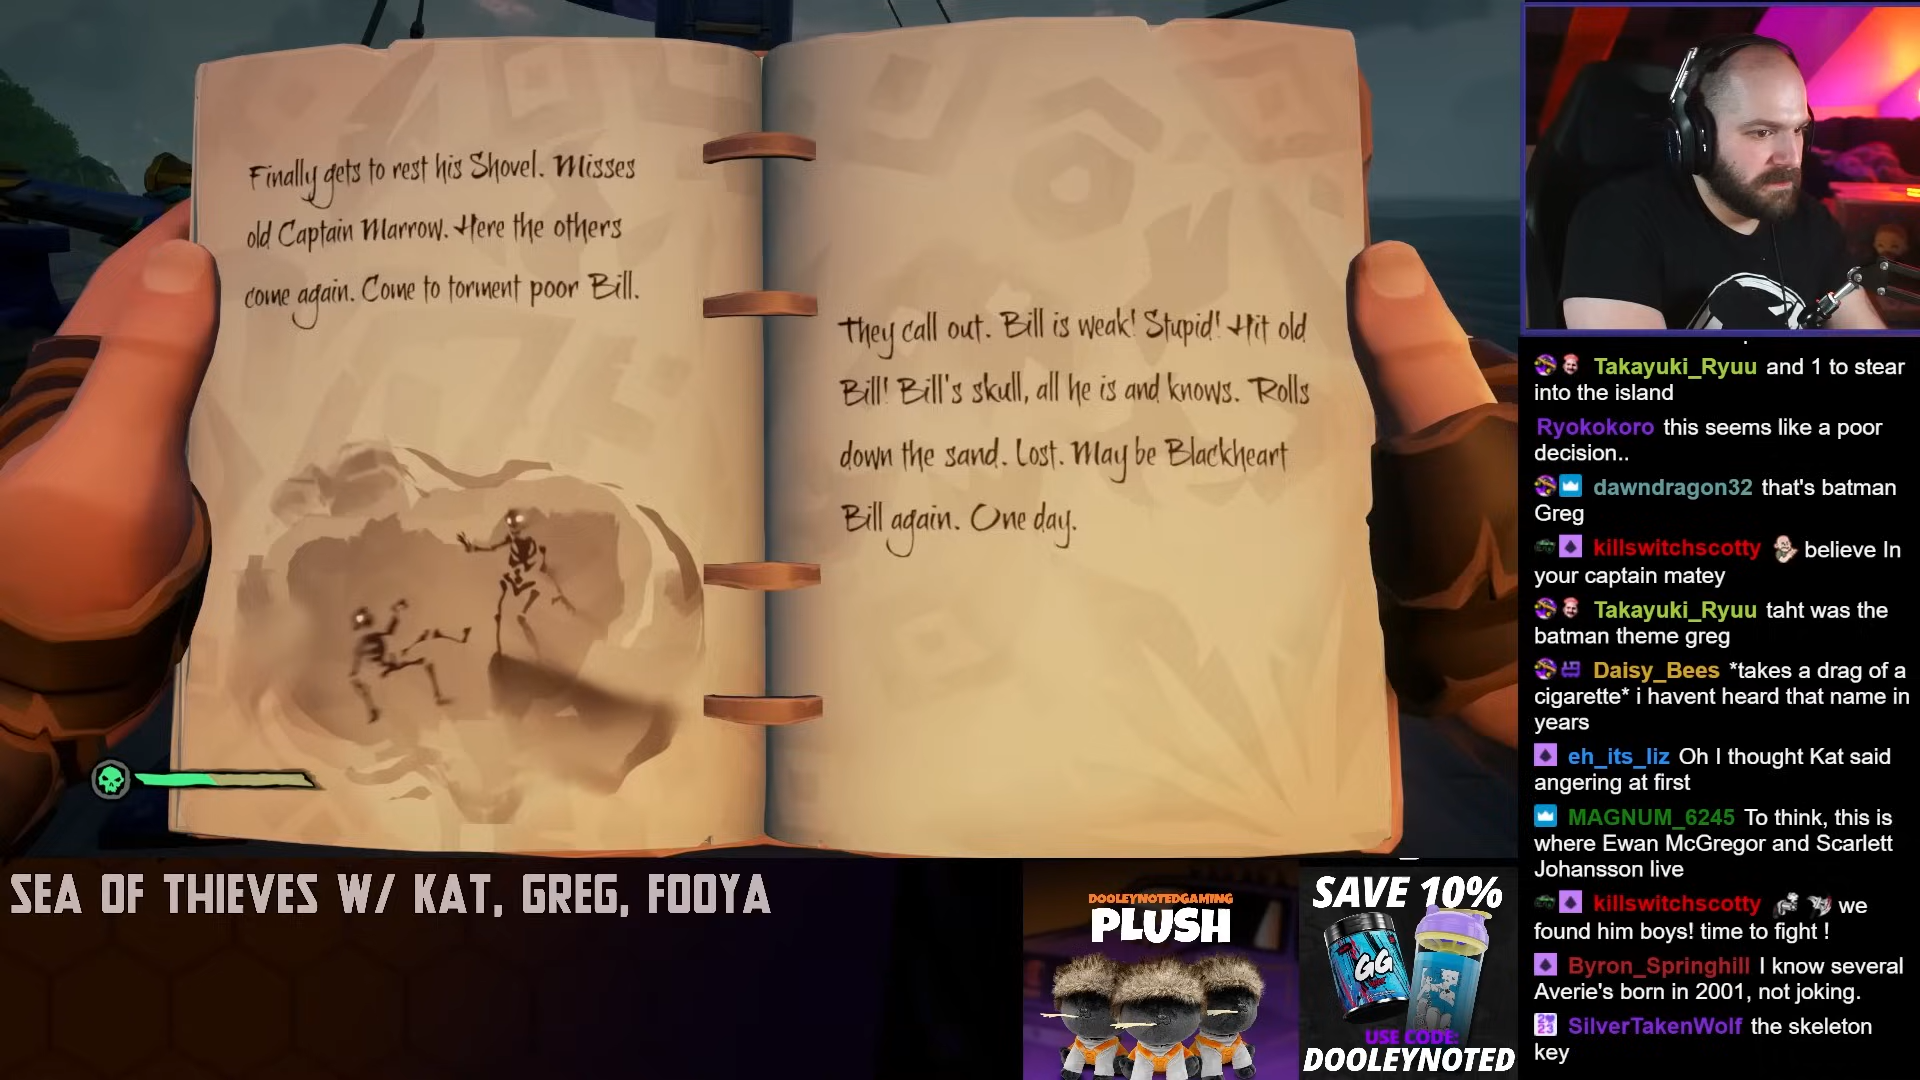 Finally gets to rest his Shovel. Misses
old Captain Marrow. Here the others
come again. Come to torment poor Bill.
They call out. Bill is weak! Stupid! Hit old
Bill! Bill's skull, all he is and knows. Rolls
down the sand. Lost. May be Blackheart
Bill again. One day.
Takayuki_Ryuu and 1 to stear
into the island
Ryokokoro this seems like a poor
decision..
dawndragon32 that's batman
Greg
killswitchscotty believe In
your captain matey
Takayuki_Ryuu taht was the
batman theme greg
Daisy_Bees *takes a drag of a
cigarette* i havent heard that name in
years
eh_its_liz Oh I thought Kat said
angering at first
MAGNUM_6245 To think, this is
where Ewan McGregor and Scarlett
Johansson live
killswitchscotty we
found him boys! time to fight !
Byron_Springhill I know several
Averie's born in 2001, not joking.
SilverTakenWolf the skeleton
key
SEA OF THIEVES W/ KAT, GREG, FOOYA
DOOLEYNOTEDGAMING
PLUSH
SAVE 10%
GG
USE CODE:
DOOLEYNOTED